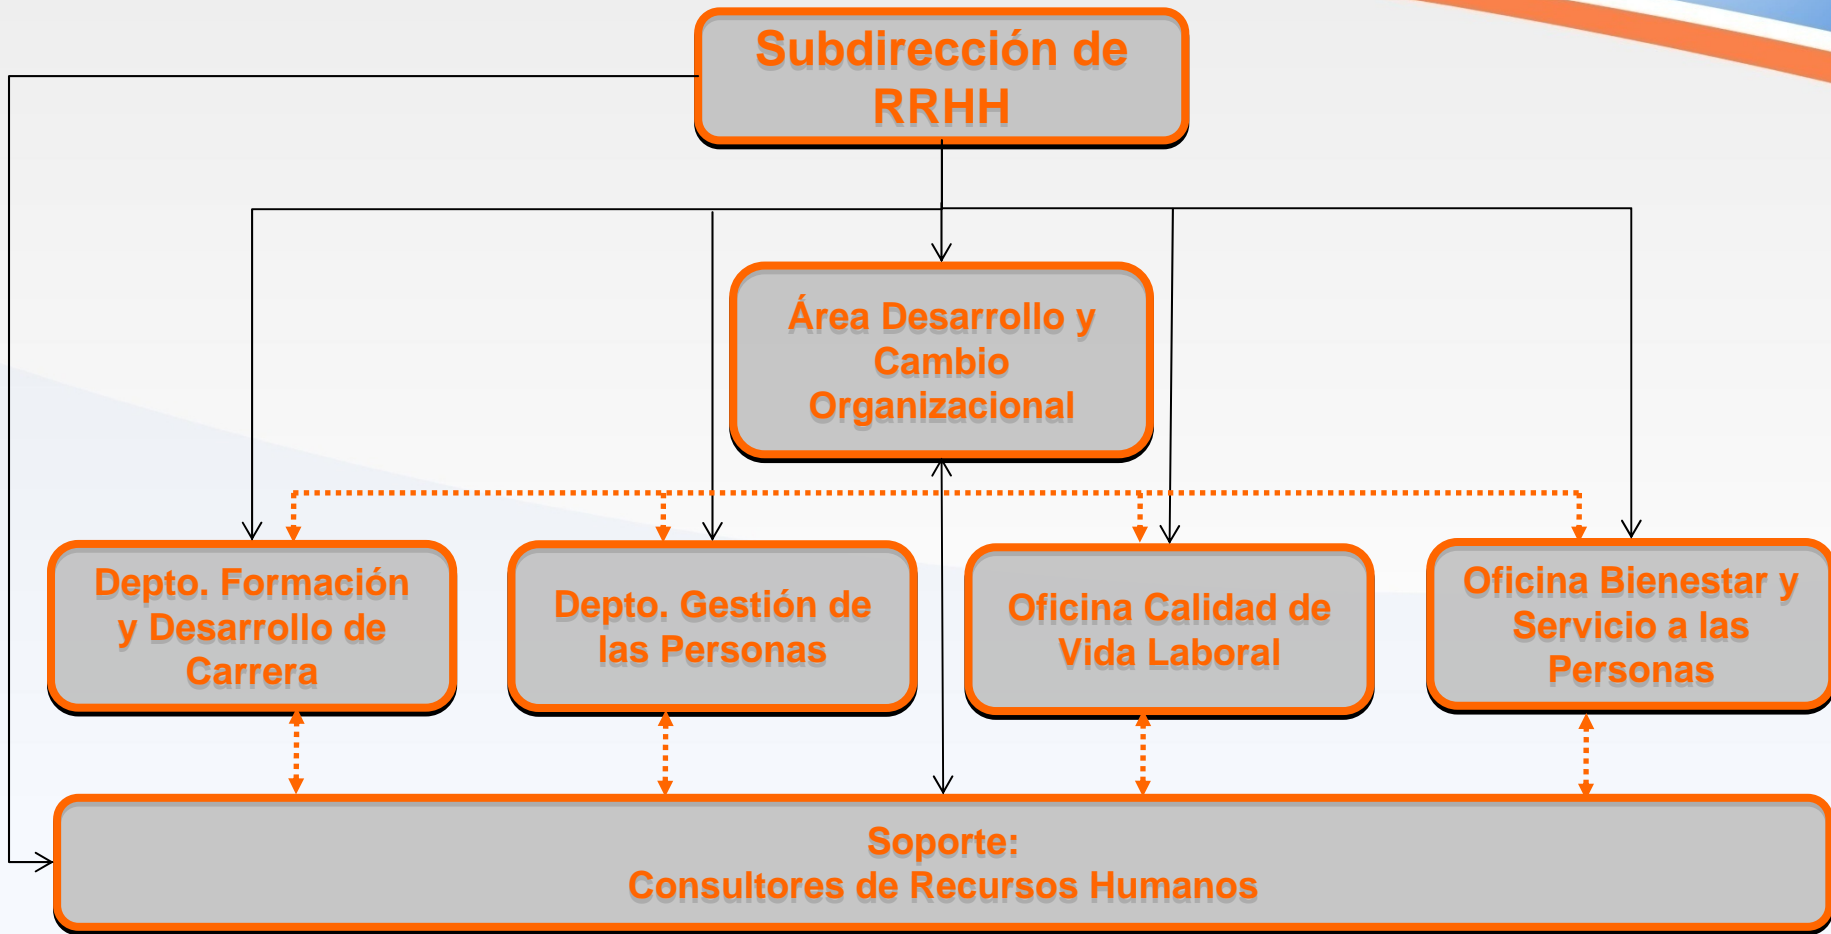 Subdirección de
RRHH
Área Desarrollo y
Cambio
Organizacional
Depto. Formación
y Desarrollo de
Carrera
Depto. Gestión de
las Personas
Oficina Calidad de
Vida Laboral
Oficina Bienestar y
Servicio a las
Personas
Soporte:
Consultores de Recursos Humanos